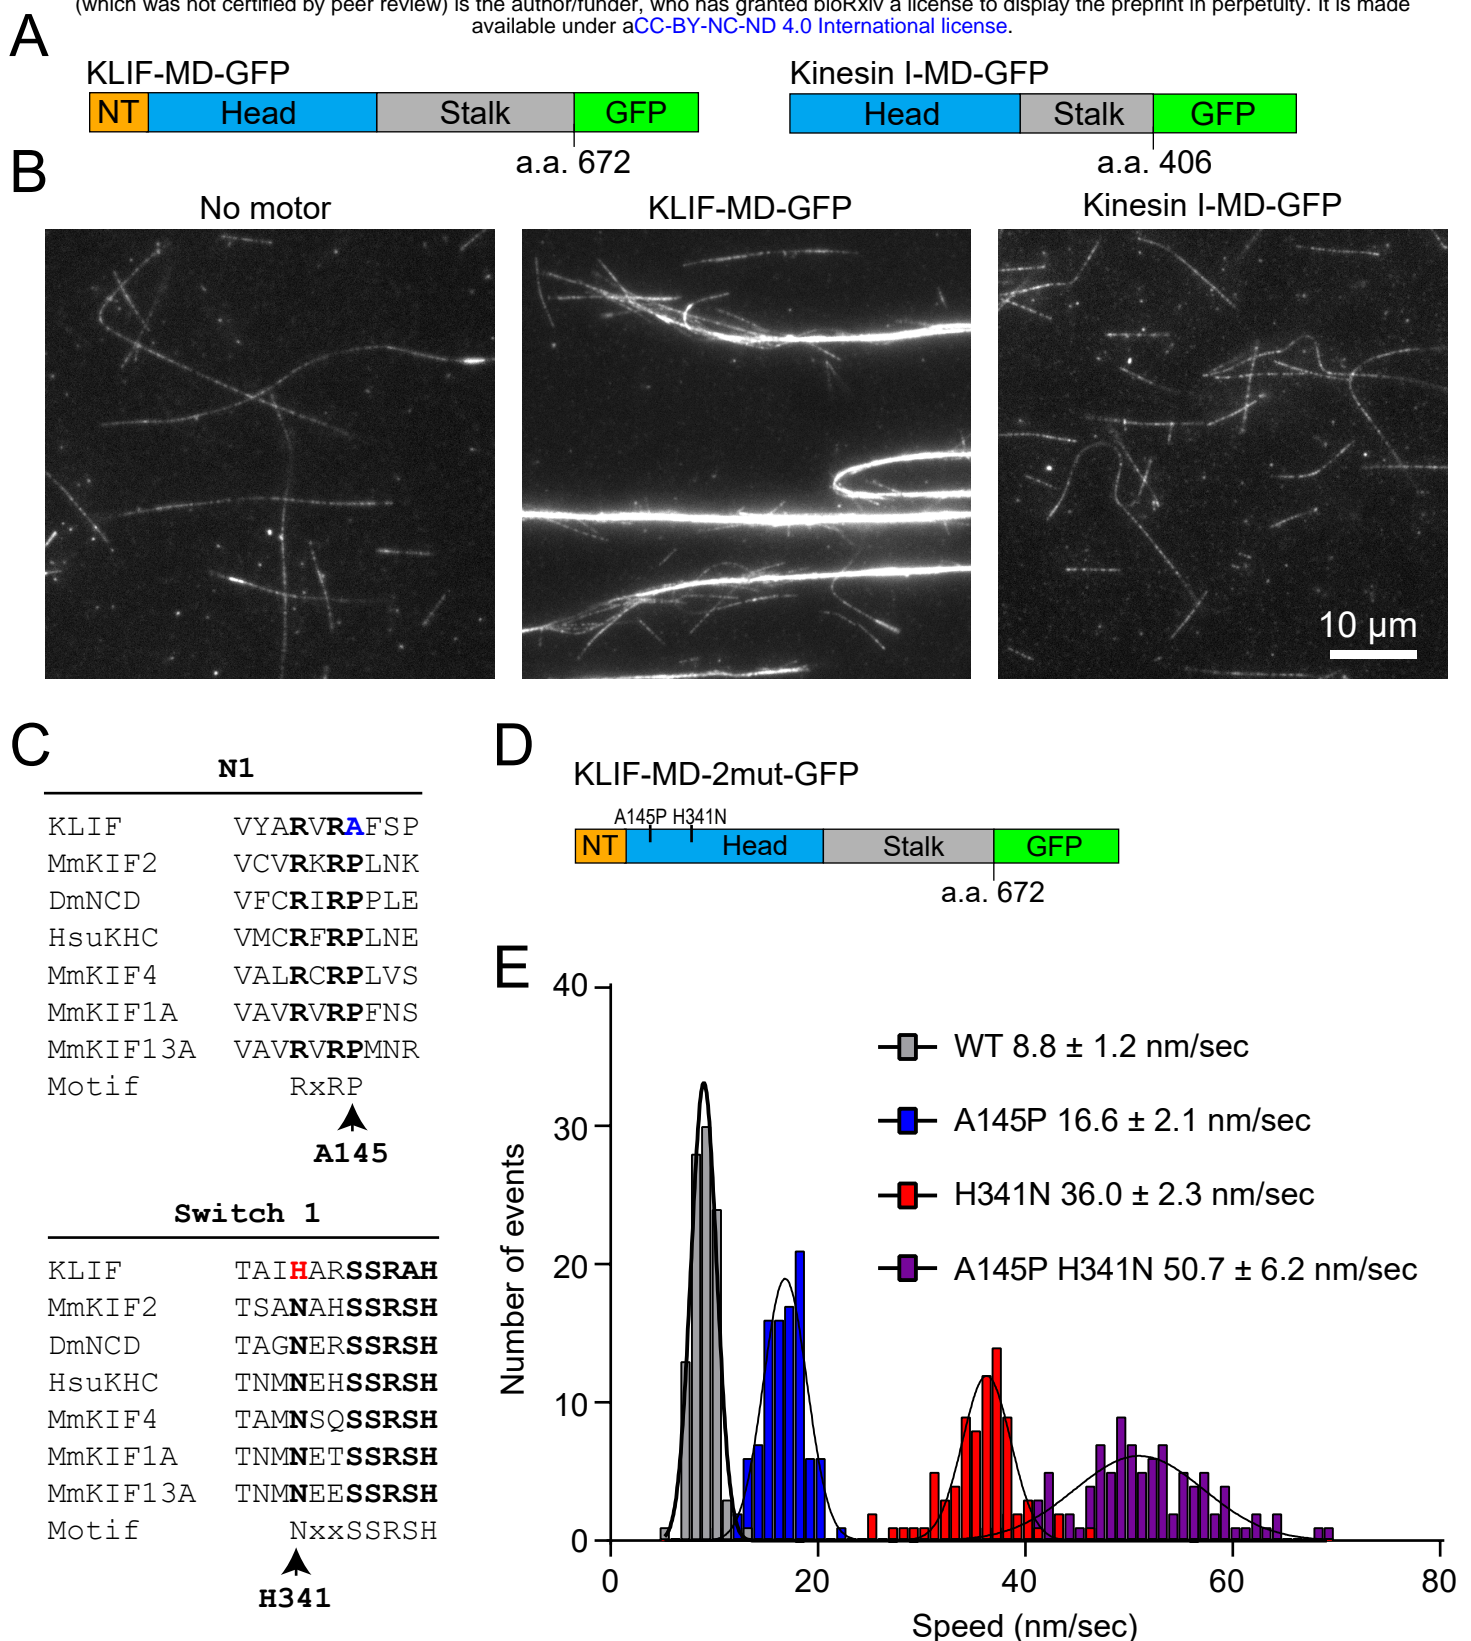 (which was not certified by peer review) is the author/funder, who has granted bioRxiv a license to display the preprint in perpetuity. It is made
available under aCC-BY-NC-ND 4.0 International license.
A
KLIF-MD-GFP
NT Head Stalk GFP
a.a. 672
Kinesin I-MD-GFP
Head Stalk GFP
a.a. 406
B
No motor
KLIF-MD-GFP
Kinesin I-MD-GFP
10 µm
C
N1
KLIF VYARVRAFSP
MmKIF2 VCVRKRPLNK
DmNCD VFCRIRPPLE
HsuKHC VMCRFRPLNE
MmKIF4 VALRCRPLVS
MmKIF1A VAVRVRPFNS
MmKIF13A VAVRVRPMNR
Motif RxRP
A145
Switch 1
KLIF TAIHARSSRAH
MmKIF2 TSANAHSSRSH
DmNCD TAGNERSSRSH
HsuKHC TNMNEHSSRSH
MmKIF4 TAMNSQSSRSH
MmKIF1A TNMNETSSRSH
MmKIF13A TNMNEESSRSH
Motif NxxSSRSH
H341
D
KLIF-MD-2mut-GFP
A145P H341N
NT Head Stalk GFP
a.a. 672
E
Number of events
40
30
20
10
0
WT 8.8 ± 1.2 nm/sec
A145P 16.6 ± 2.1 nm/sec
H341N 36.0 ± 2.3 nm/sec
A145P H341N 50.7 ± 6.2 nm/sec
0 20 40 60 80
Speed (nm/sec)